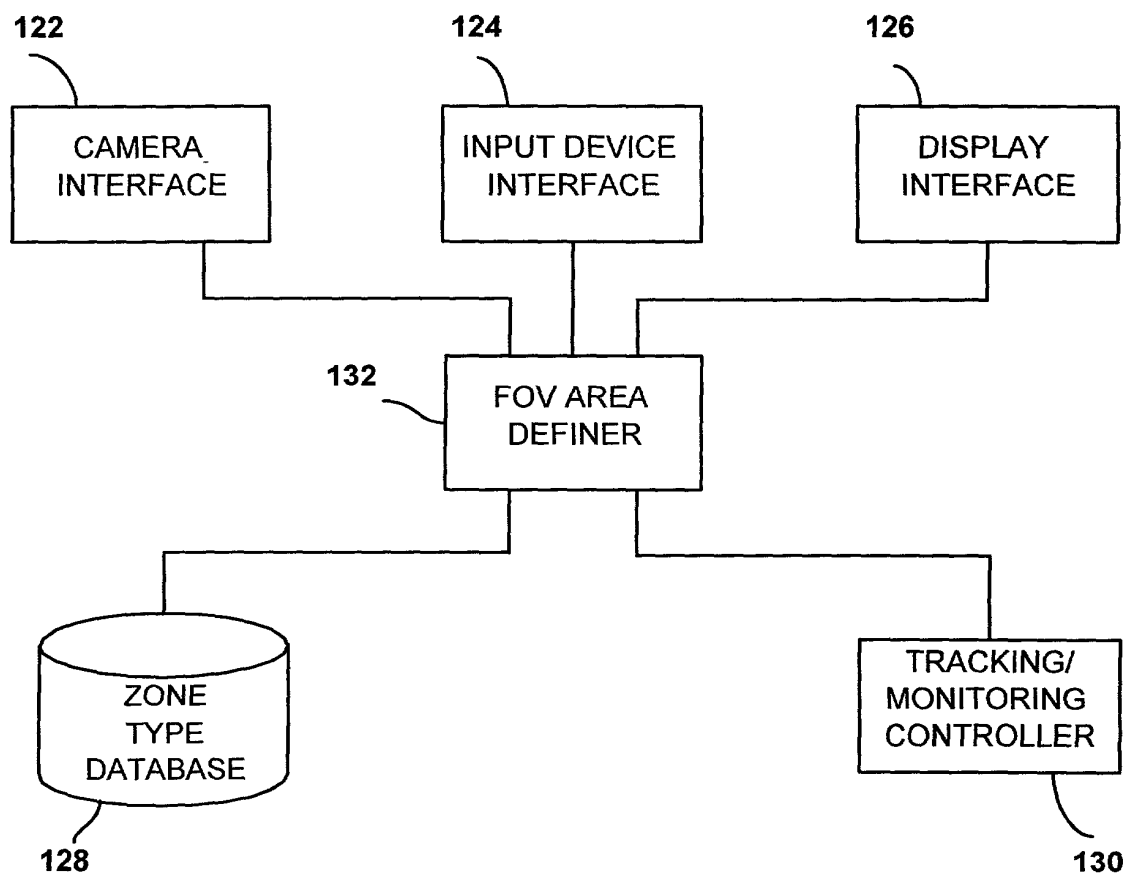 122
124
126
CAMERA
INTERFACE
INPUT DEVICE
INTERFACE
DISPLAY
INTERFACE
132
FOV AREA
DEFINER
ZONE
TYPE
DATABASE
TRACKING/
MONITORING
CONTROLLER
128
130